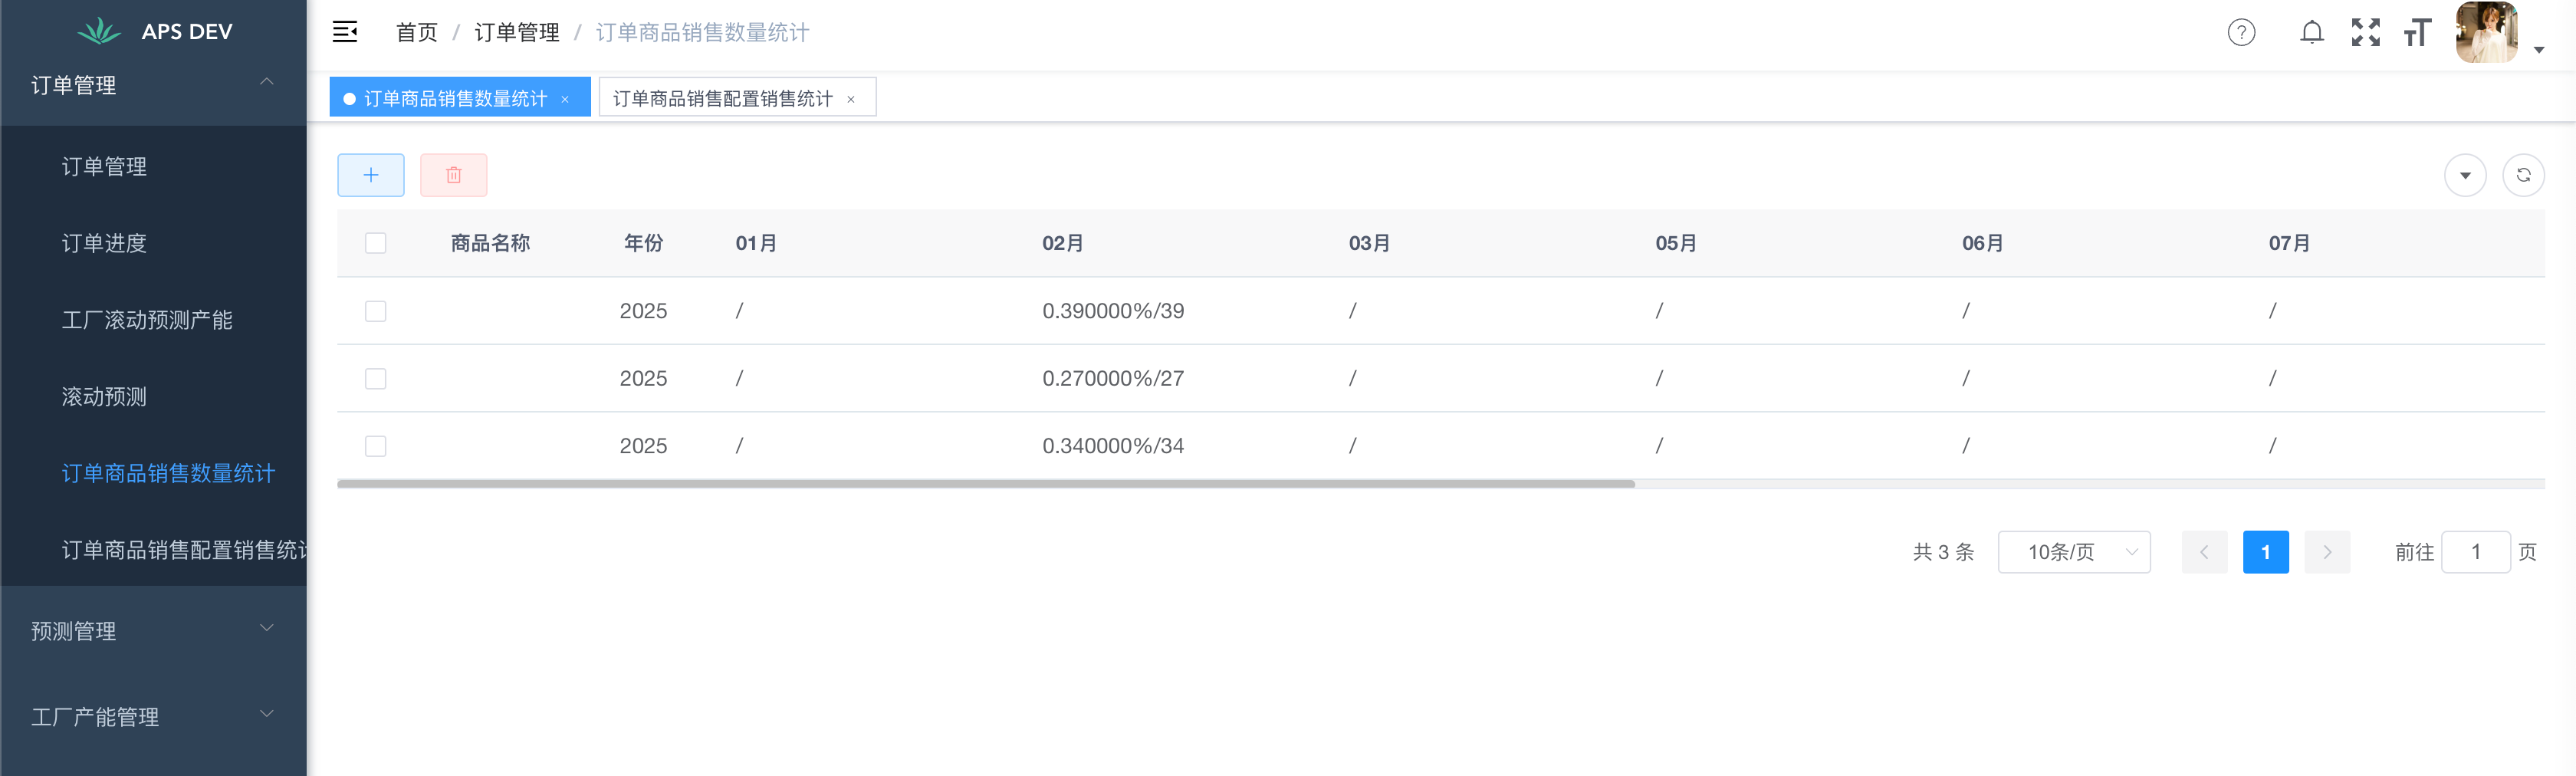 APS DEV
首页 / 订单管理 / 订单商品销售数量统计
订单管理
订单管理
订单进度
工厂滚动预测产能
滚动预测
订单商品销售数量统计
订单商品销售配置销售统计
预测管理
工厂产能管理
订单商品销售数量统计 × 订单商品销售配置销售统计 ×
商品名称 年份 01月 02月 03月 05月 06月 07月
2025 / 0.390000%/39 / / / /
2025 / 0.270000%/27 / / / /
2025 / 0.340000%/34 / / / /
共 3 条 10条/页 1 前往 1 页